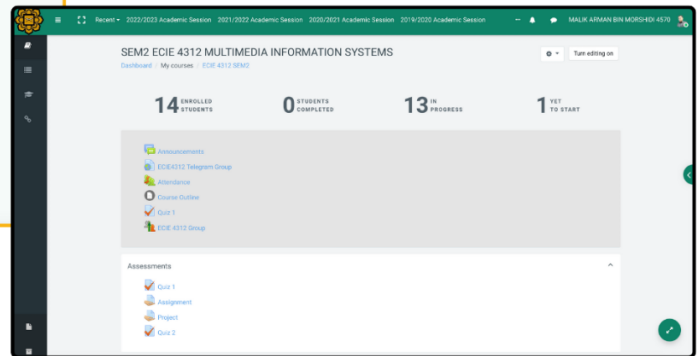 Recent 2022/2023 Academic Session 2021/2022 Academic Session 2020/2021 Academic Session 2019/2020 Academic Session MALIK ARMAN BIN MORSHIDI 4570
SEM2 ECIE 4312 MULTIMEDIA INFORMATION SYSTEMS
Turn editing on
Dashboard / My courses / ECIE 4312 SEM2
14 ENROLLED STUDENTS 0 STUDENTS COMPLETED 13 IN PROGRESS 1 YET TO START
Announcements
ECIE4312 Telegram Group
Attendance
Course Outline
Quiz 1
ECIE 4312 Group
Assessments
Quiz 1
Assignment
Project
Quiz 2